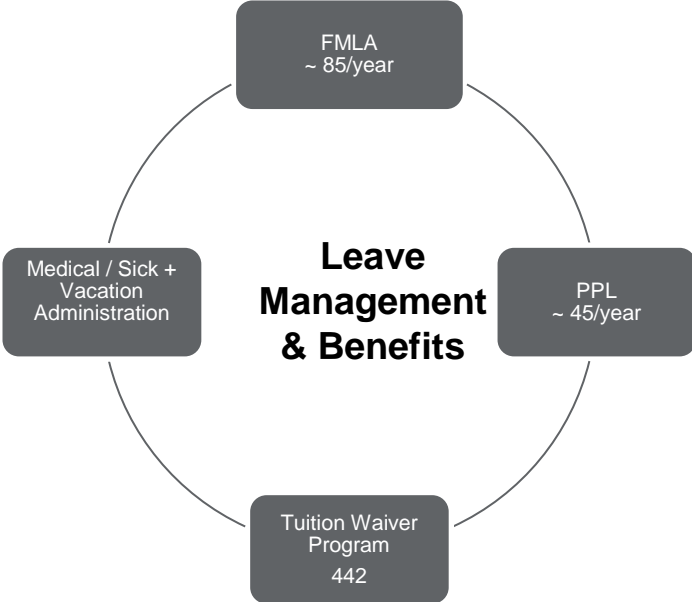 FMLA
~ 85/year
Leave
Management
& Benefits
Medical / Sick +
Vacation
Administration
PPL
~ 45/year
Tuition Waiver
Program
442